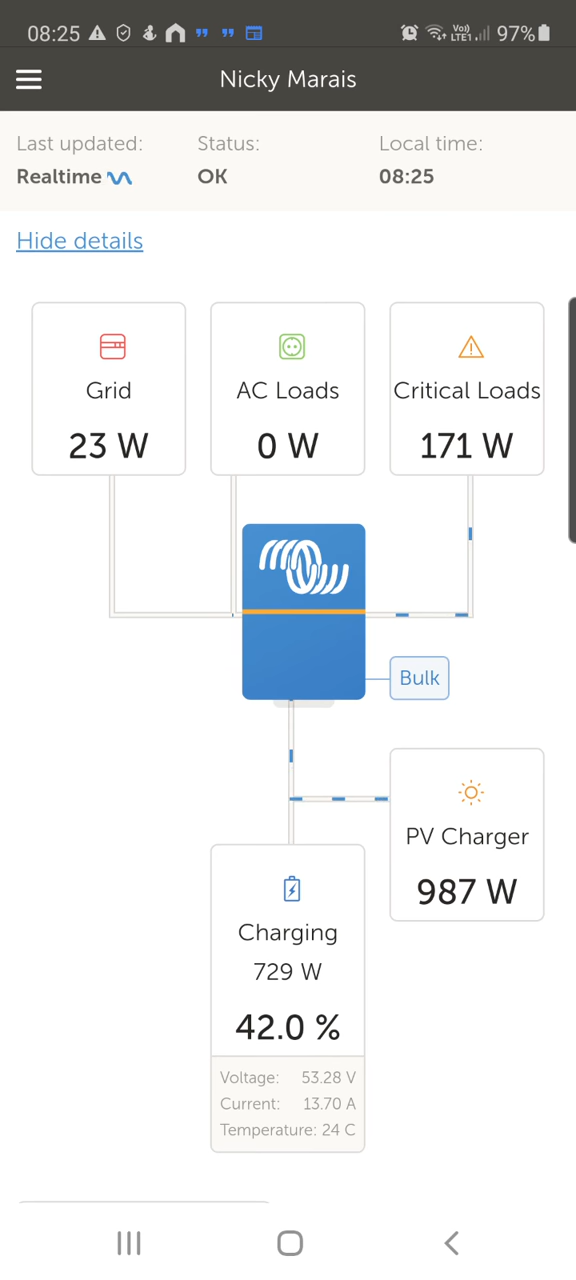 08:25 97%
Vo))
LTE1
Nicky Marais
Last updated: Status: Local time:
Realtime OK 08:25
Hide details
Grid AC Loads Critical Loads
23 W 0 W 171 W
Bulk
PV Charger
987 W
Charging
729 W
42.0 %
Voltage: 53.28 V
Current: 13.70 A
Temperature: 24 C